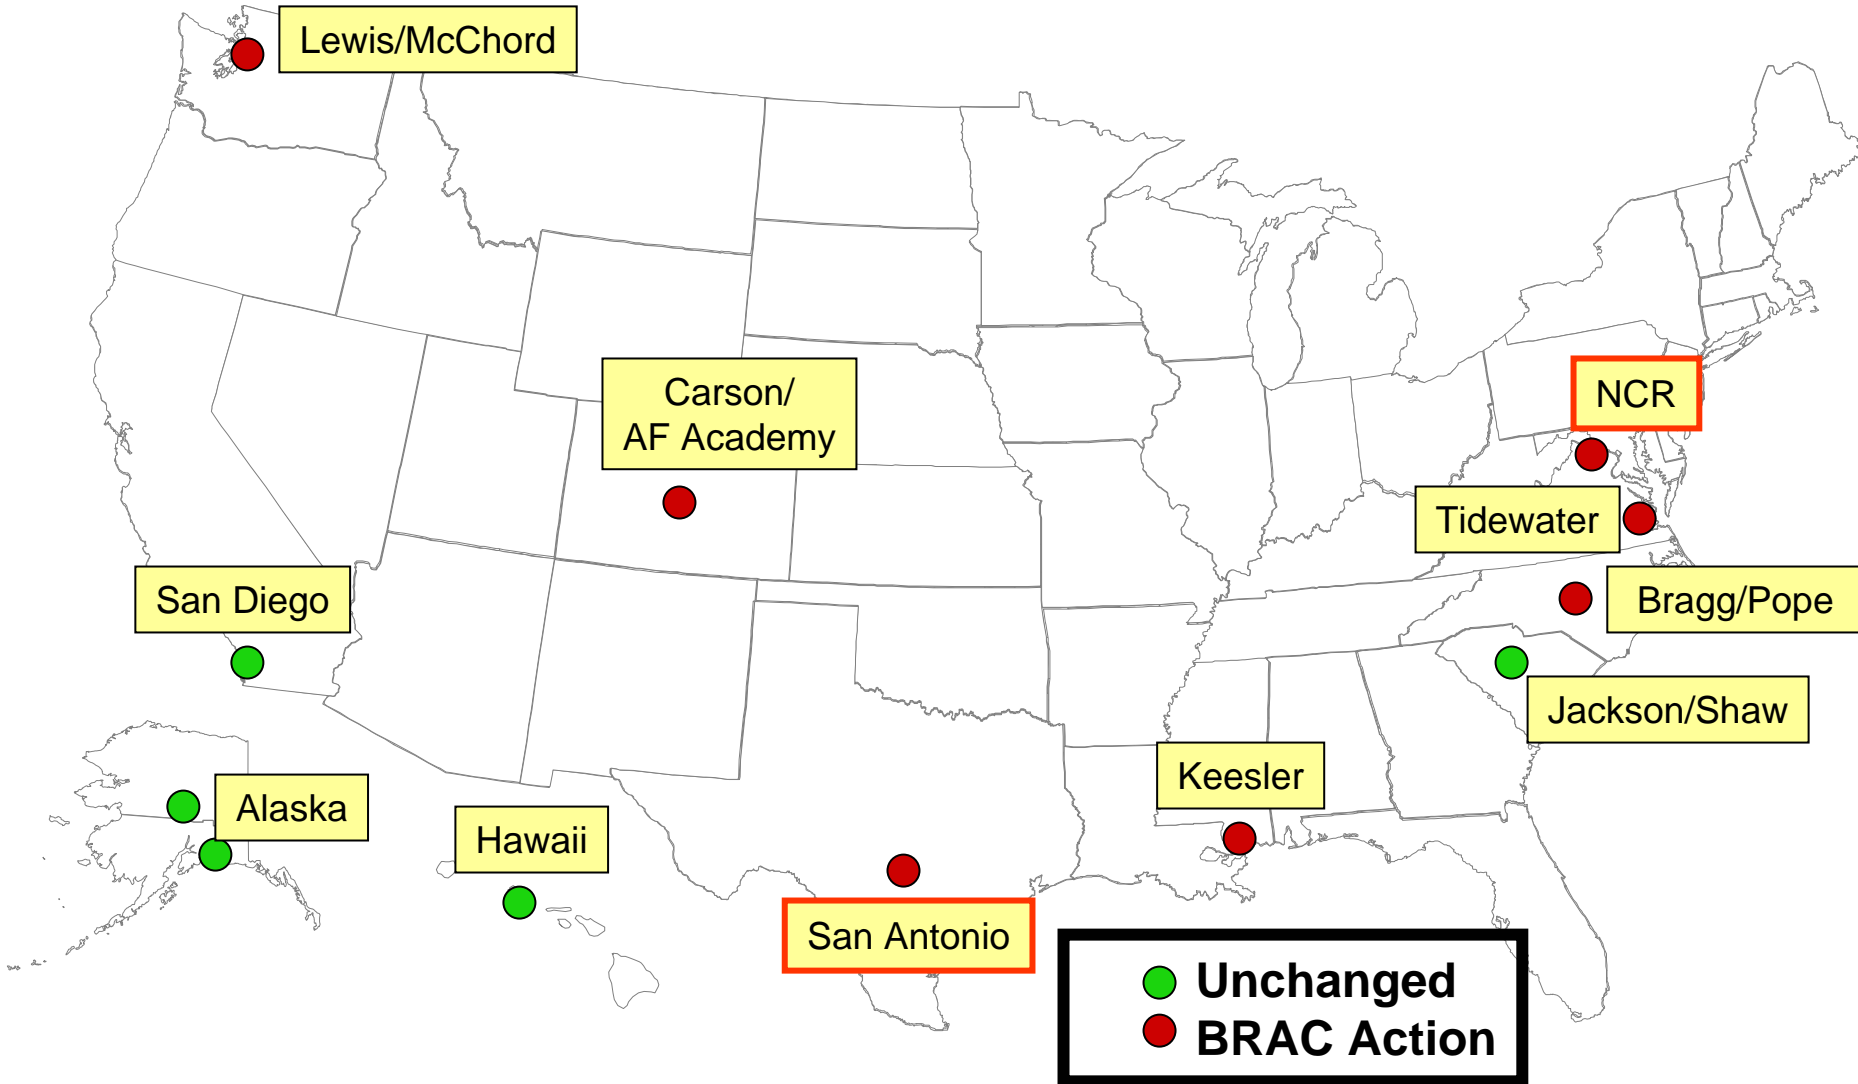 Lewis/McChord
Carson/
AF Academy
NCR
Tidewater
San Diego
Bragg/Pope
Jackson/Shaw
Keesler
Alaska
Hawaii
San Antonio
Unchanged
BRAC Action